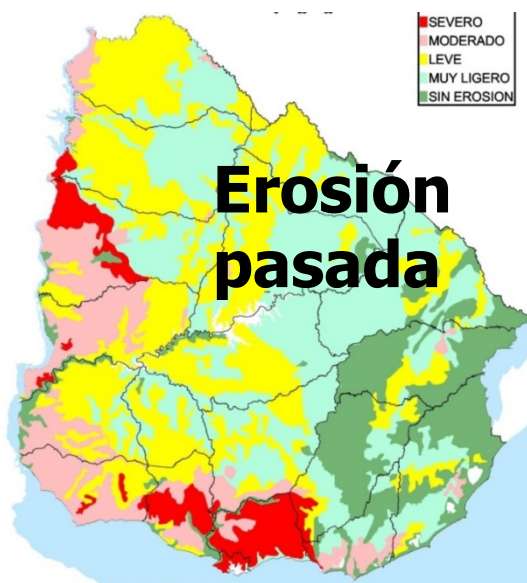 SEVERO
MODERADO
LEVE
MUY LIGERO
SIN EROSION
Erosión
pasada